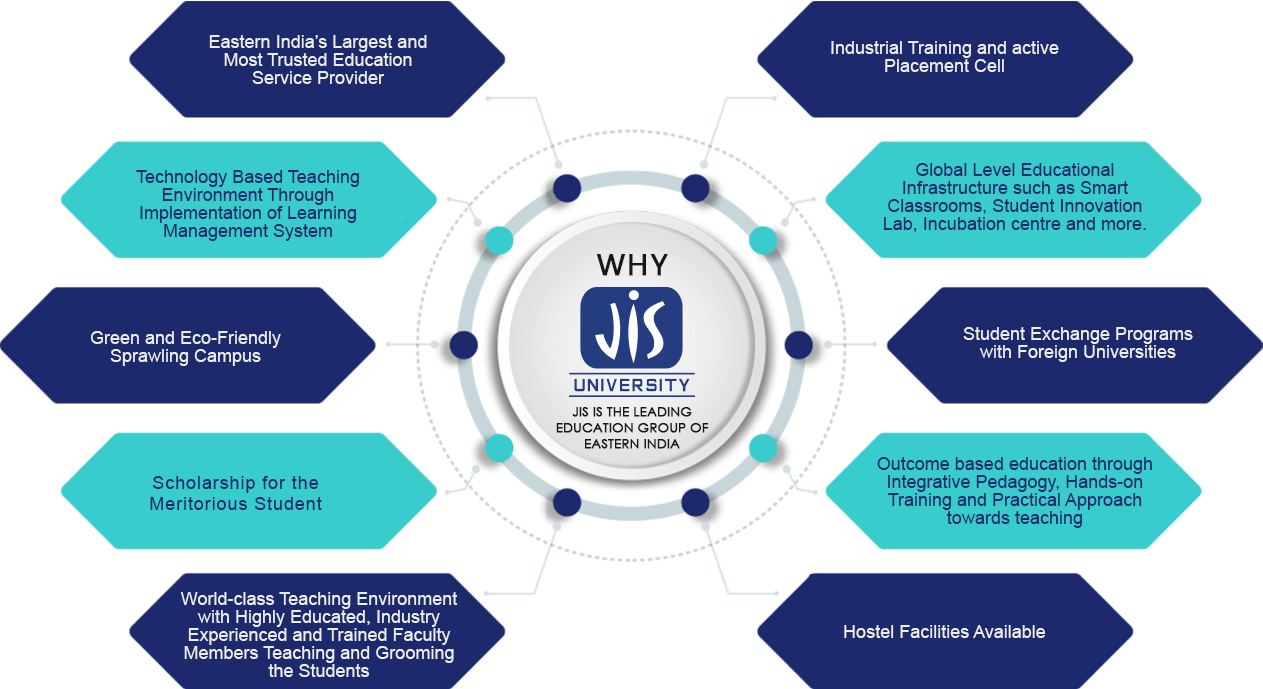 Eastern India's Largest and
Most Trusted Education
Service Provider
Industrial Training and active
Placement Cell
Technology Based Teaching
Environment Through
Implementation of Learning
Management System
Global Level Educational
Infrastructure such as Smart
Classrooms, Student Innovation
Lab, Incubation centre and more.
WHY
JIS
UNIVERSITY
JIS IS THE LEADING
EDUCATION GROUP OF
EASTERN INDIA
Green and Eco-Friendly
Sprawling Campus
Student Exchange Programs
with Foreign Universities
Scholarship for the
Meritorious Student
Outcome based education through
Integrative Pedagogy, Hands-on
Training and Practical Approach
towards teaching
World-class Teaching Environment
with Highly Educated, Industry
Experienced and Trained Faculty
Members Teaching and Grooming
the Students
Hostel Facilities Available